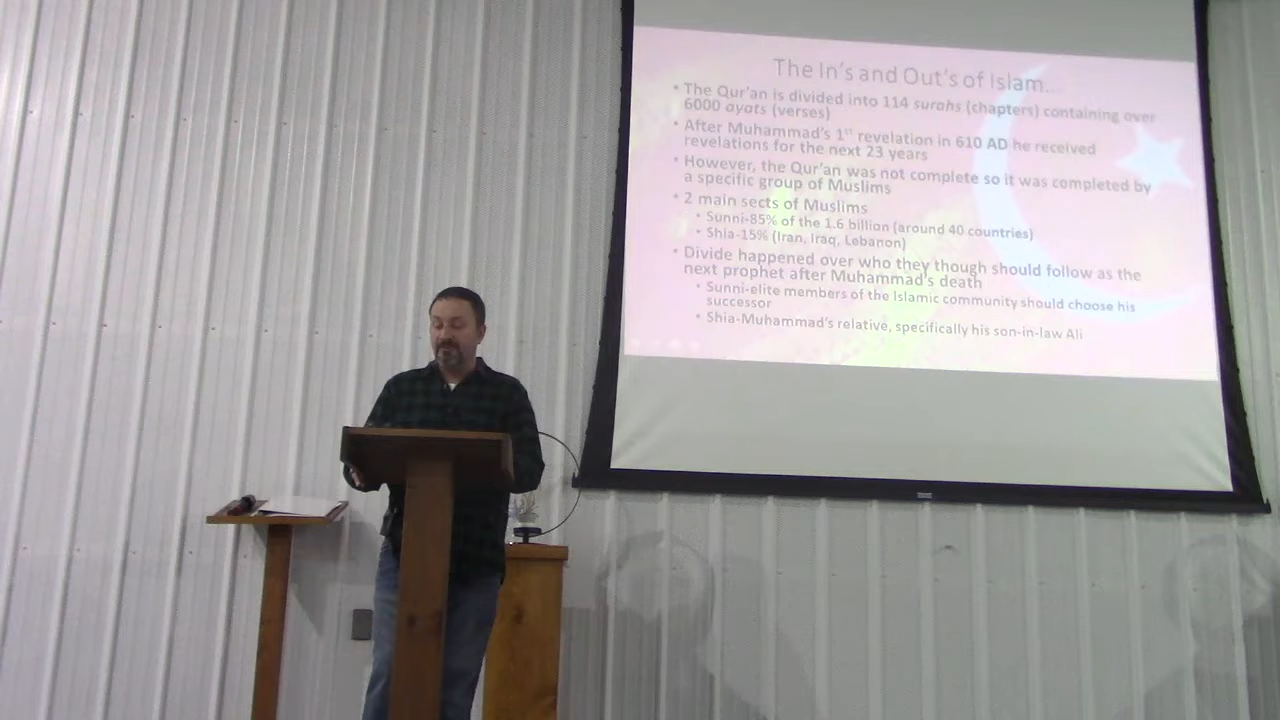 The In's and Out's of Islam...
• The Qur'an is divided into 114 surahs (chapters) containing over
6000 ayats (verses)
• After Muhammad's 1st revelation in 610 AD he received
revelations for the next 23 years
• However, the Qur'an was not complete so it was completed by
a specific group of Muslims
• 2 main sects of Muslims
• Sunni-85% of the 1.6 billion (around 40 countries)
• Shia-15% (Iran, Iraq, Lebanon)
• Divide happened over who they though should follow as the
next prophet after Muhammad's death
• Sunni-elite members of the Islamic community should choose his
successor
• Shia-Muhammad's relative, specifically his son-in-law Ali